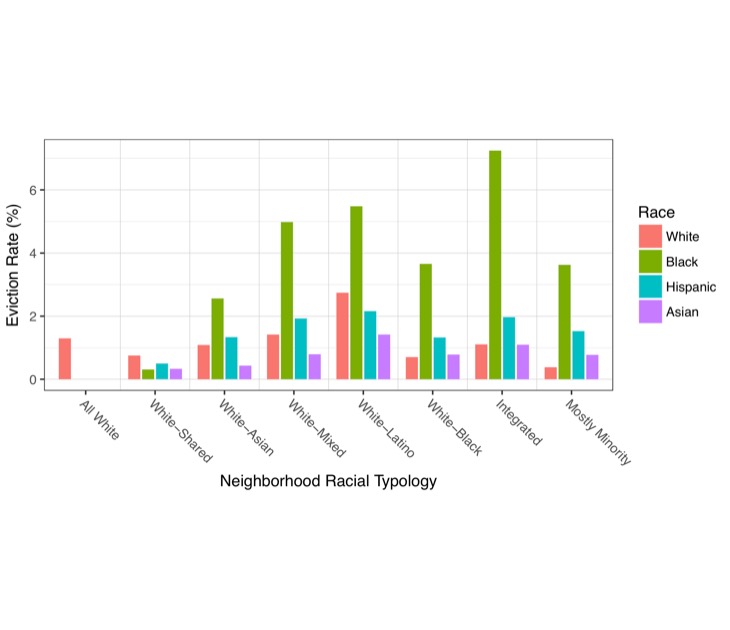 Eviction Rate (%)
6
4
2
0
All White
White−Shared
White−Asian
White−Mixed
White−Latino
White−Black
Integrated
Mostly Minority
Neighborhood Racial Typology
Race
White
Black
Hispanic
Asian